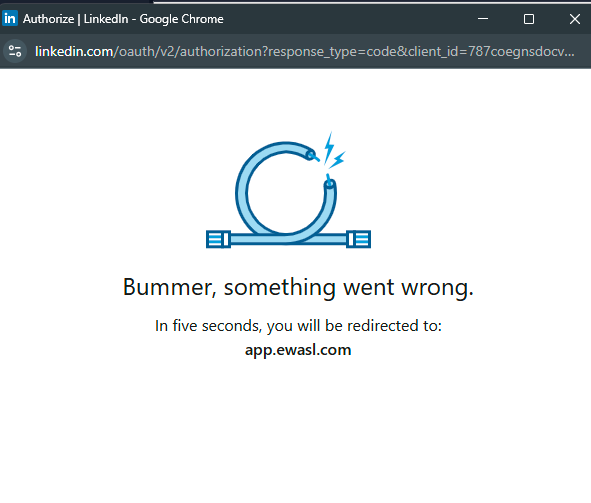 in Authorize | LinkedIn - Google Chrome
linkedin.com/oauth/v2/authorization?response_type=code&client_id=787coegnsdocv...
Bummer, something went wrong.
In five seconds, you will be redirected to:
app.ewasl.com